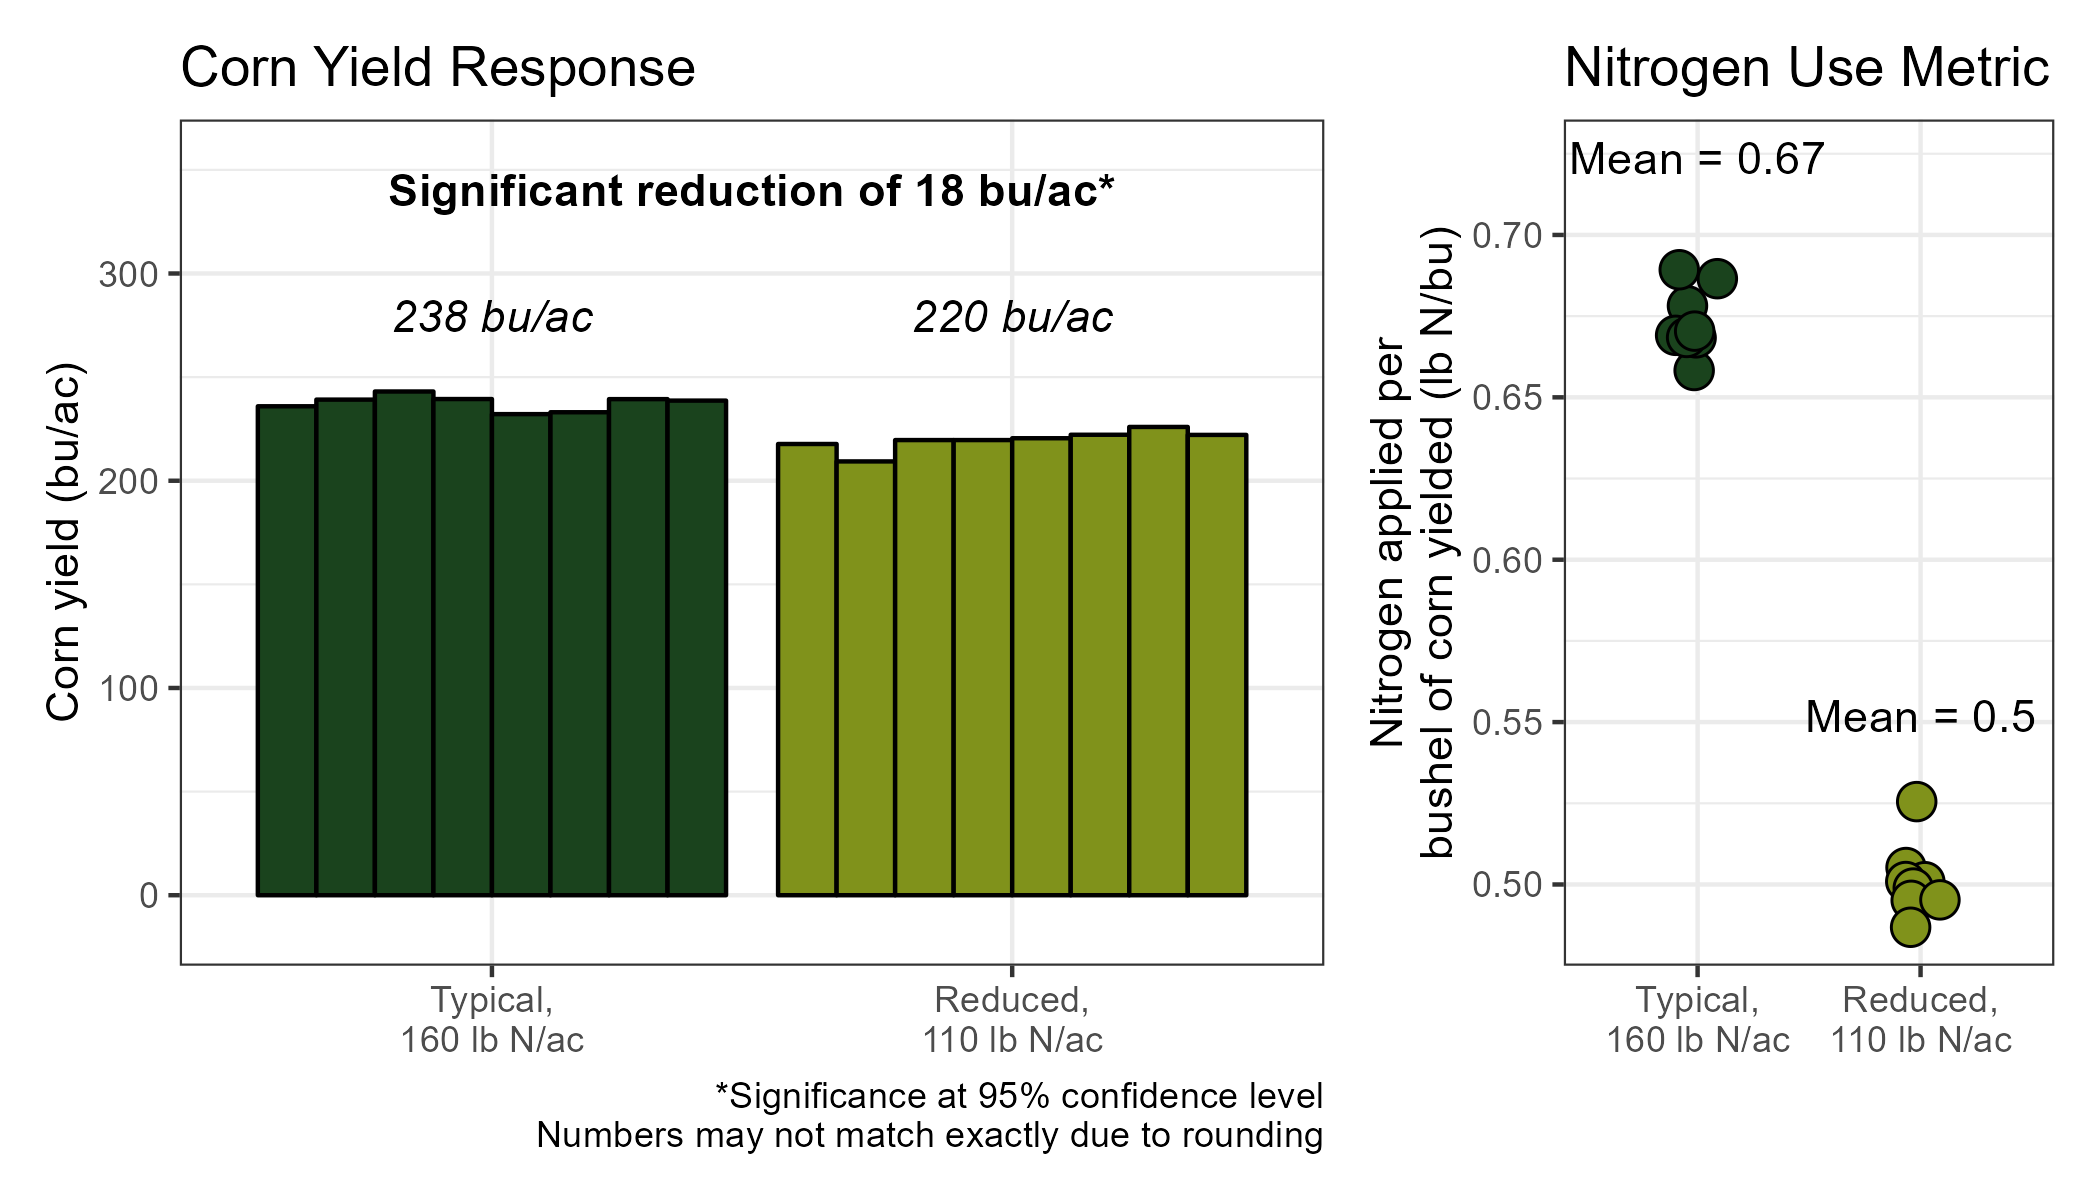 Corn Yield Response
Significant reduction of 18 bu/ac*
238 bu/ac
220 bu/ac
Corn yield (bu/ac)
300
200
100
0
Typical,
160 lb N/ac
Reduced,
110 lb N/ac
*Significance at 95% confidence level
Numbers may not match exactly due to rounding
Nitrogen Use Metric
Mean = 0.67
Mean = 0.5
Nitrogen applied per
bushel of corn yielded (lb N/bu)
0.70
0.65
0.60
0.55
0.50
Typical,
160 lb N/ac
Reduced,
110 lb N/ac